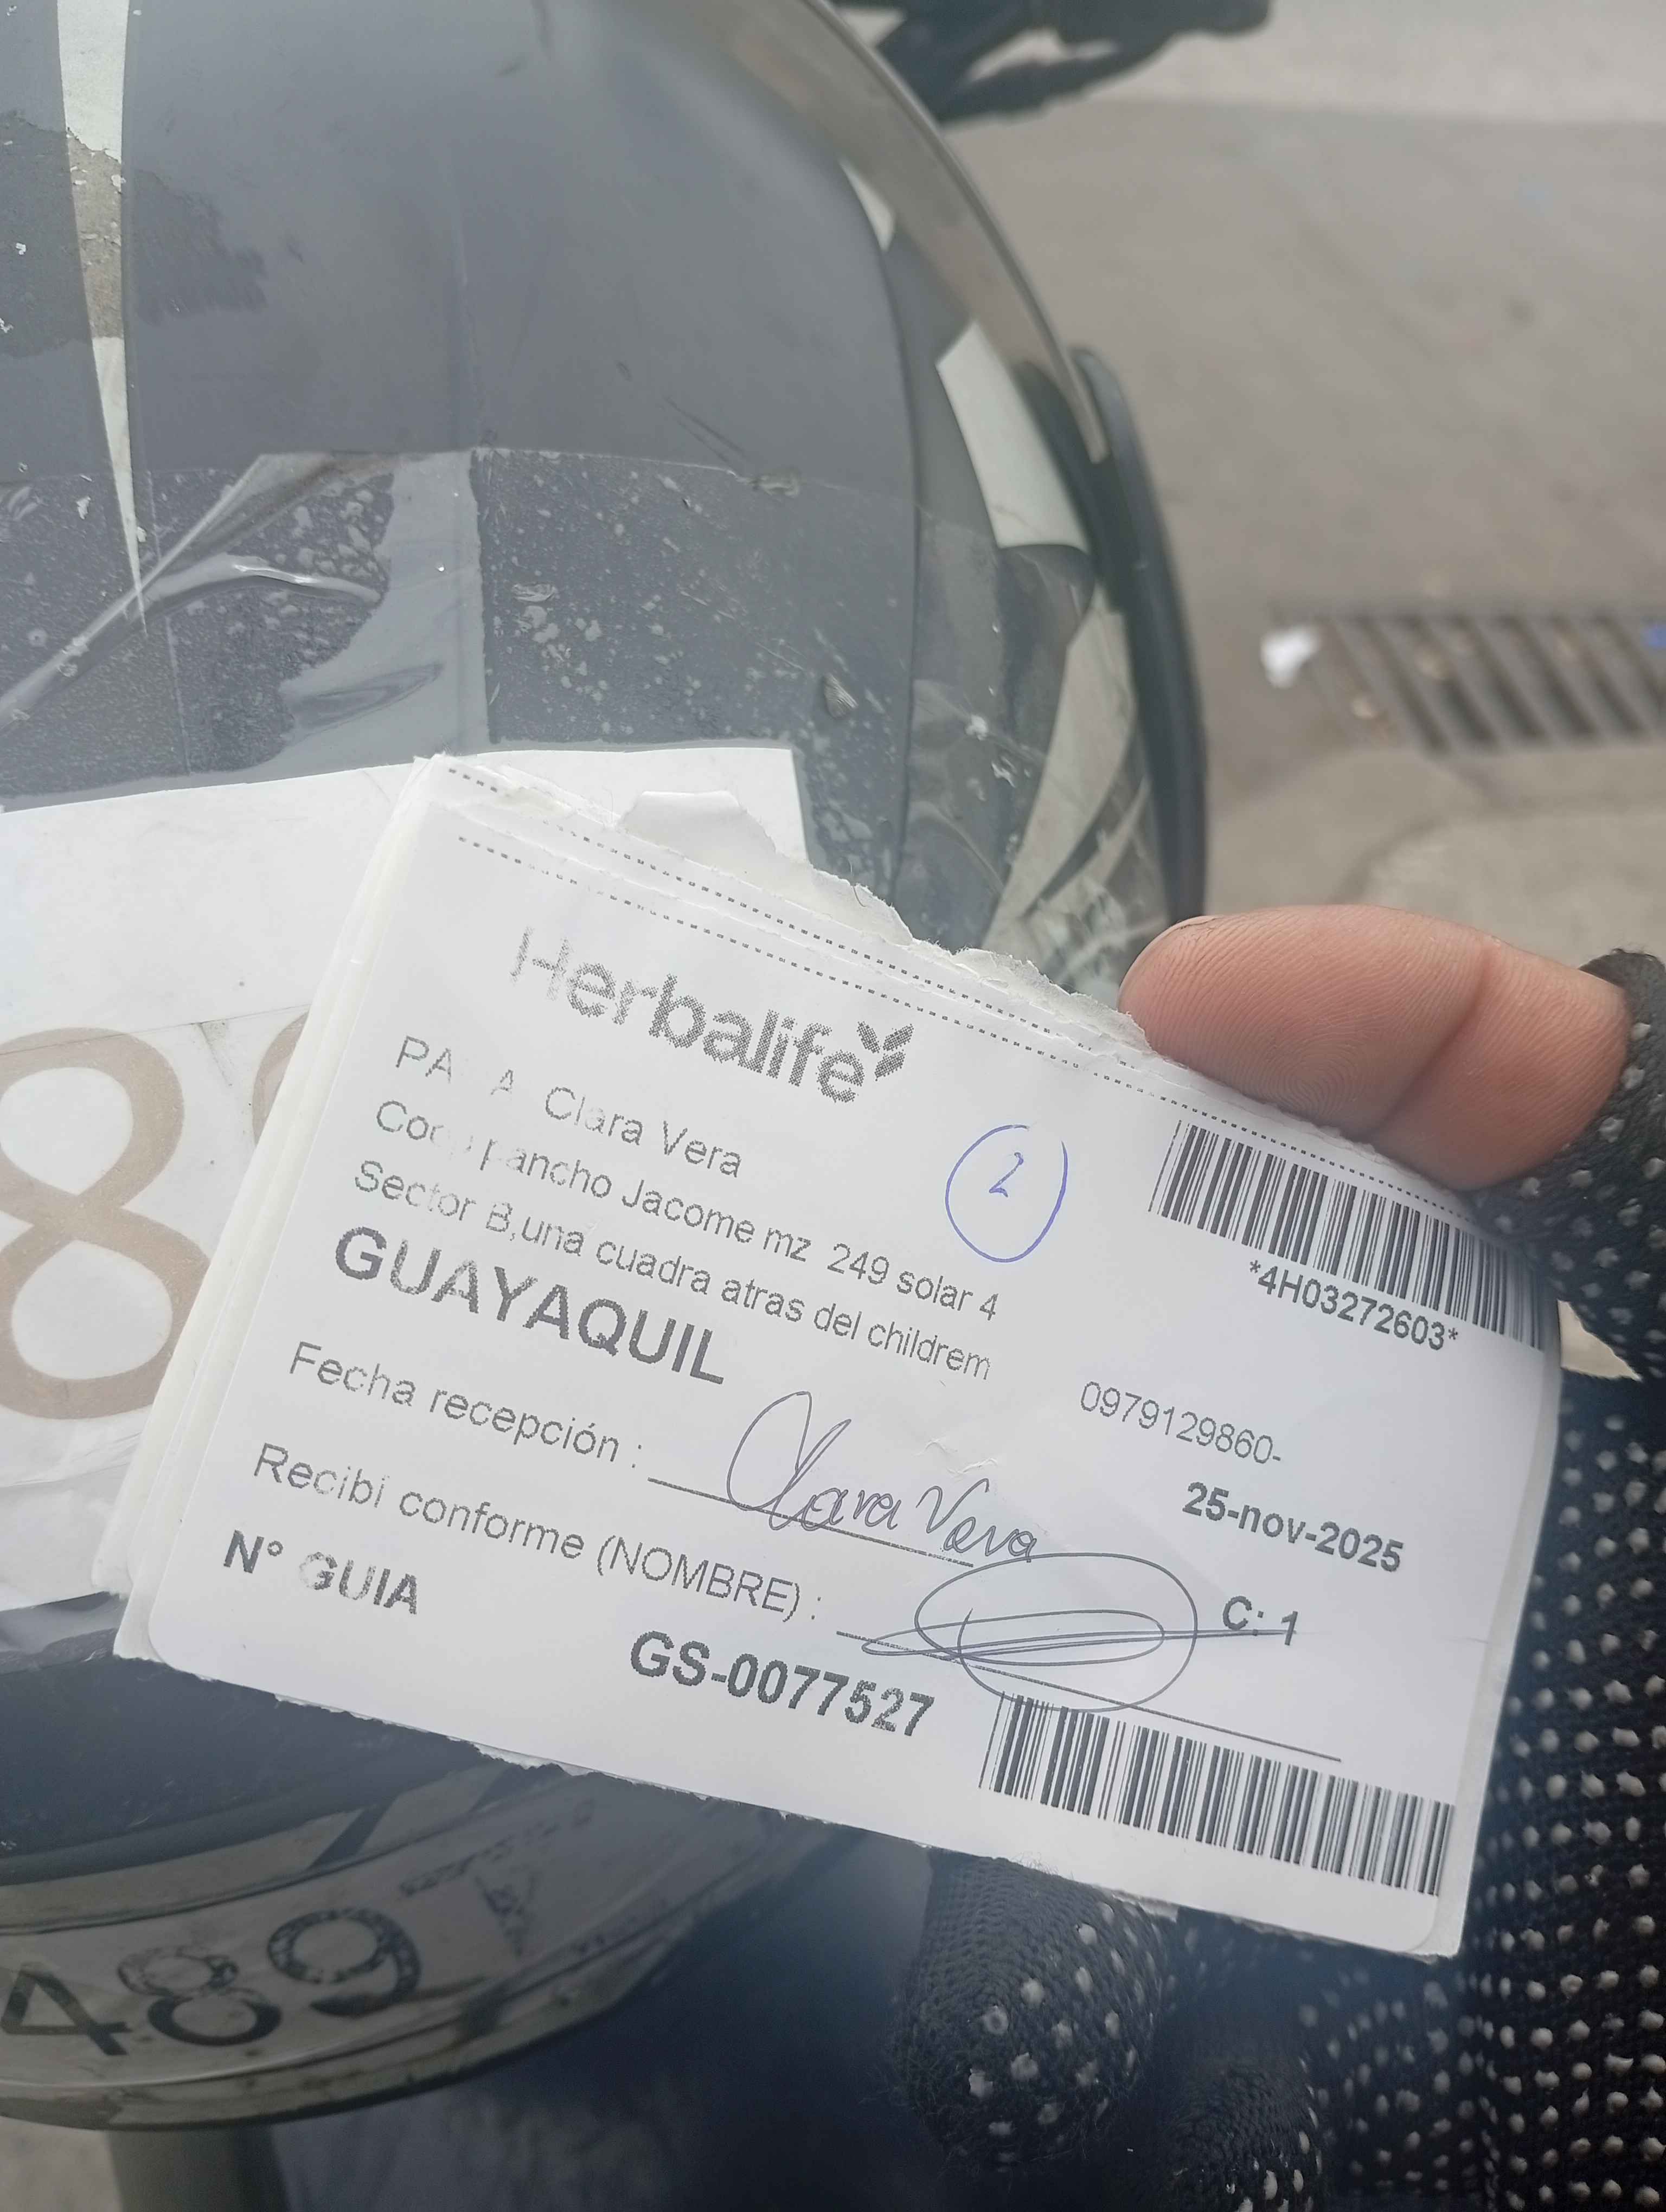 Herbalife
Clara Vera
pancho Jacome mz 249 solar 4
Sector B,una cuadra atras del childrem
GUAYAQUIL
2
*4H03272603*
0979129860-
25-nov-2025
Fecha recepción : Clara Vera
Recibi conforme (NOMBRE) :
C: 1
N° GUIA
GS-0077527
8
489